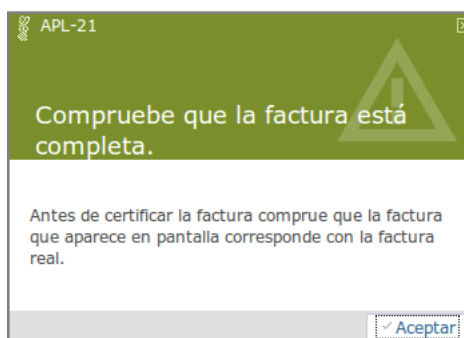 APL-21
Compruebe que la factura está
completa.
Antes de certificar la factura comprue que la factura
que aparece en pantalla corresponde con la factura
real.
Aceptar